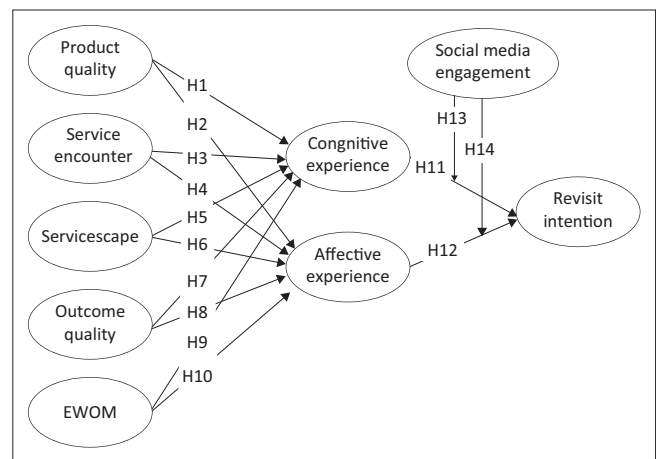 Product
quality
Service
encounter
Servicescape
Outcome
quality
EWOM
H1
H2
H3
H4
H5
H6
H7
H8
H9
H10
Congnitive
experience
Affective
experience
Social media
engagement
H13
H14
H11
H12
Revisit
intention